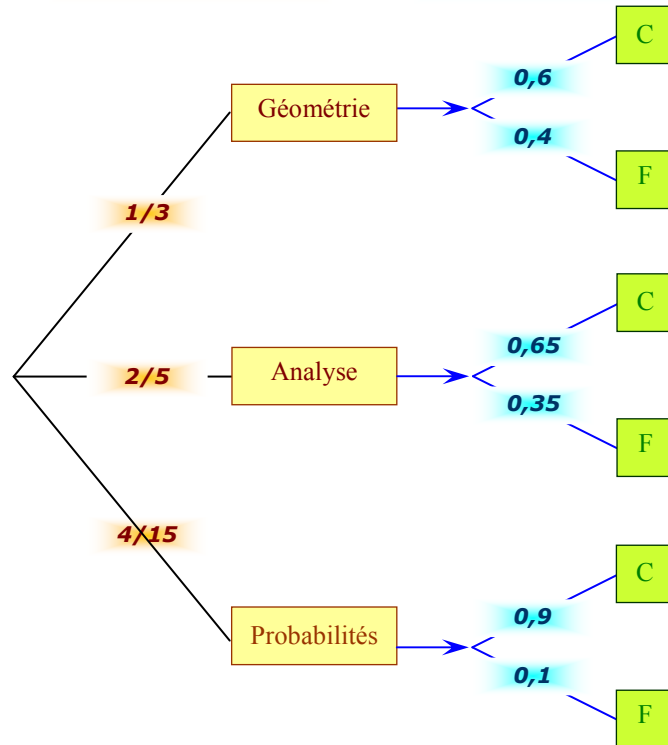 C
0,6
Géométrie
0,4
F
1/3
C
0,65
2/5
Analyse
0,35
F
4/15
C
0,9
Probabilités
0,1
F